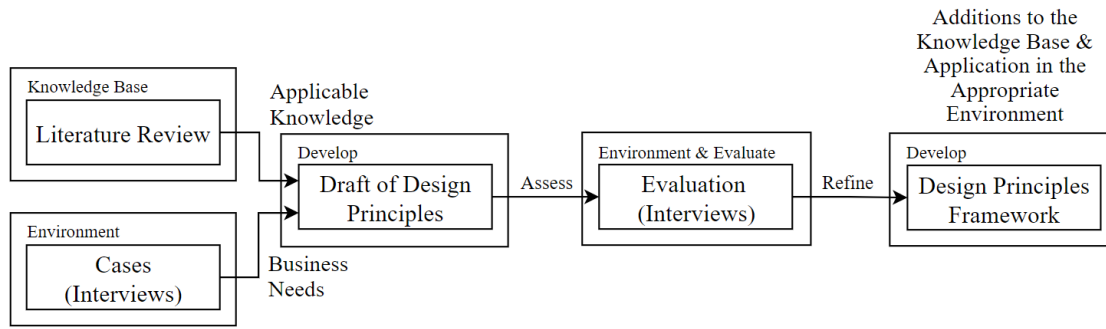 Knowledge Base
Literature Review
Environment
Cases
(Interviews)
Applicable
Knowledge
Business
Needs
Develop
Draft of Design
Principles
Assess
Environment & Evaluate
Evaluation
(Interviews)
Refine
Additions to the
Knowledge Base &
Application in the
Appropriate
Environment
Develop
Design Principles
Framework